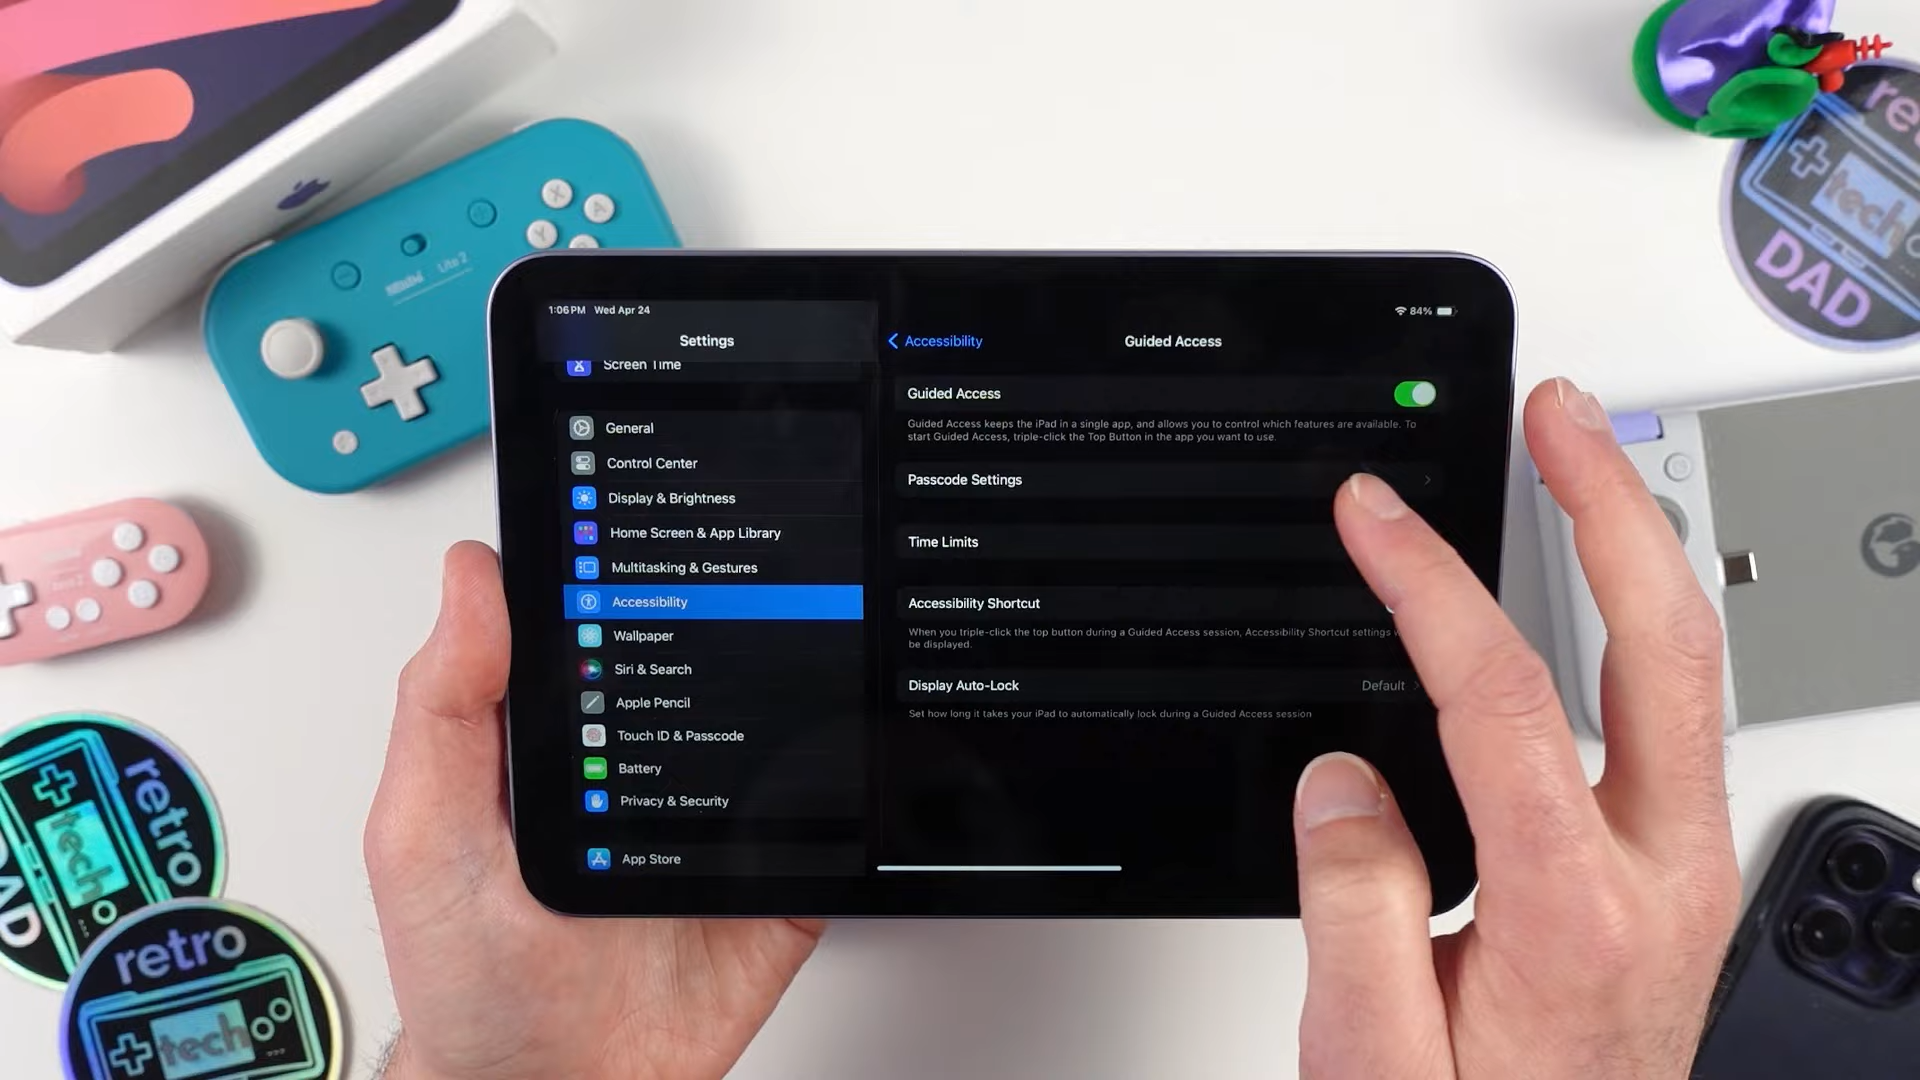 Lite 2
1:06 PM Wed Apr 24
84%
Settings
Accessibility
Guided Access
Screen Time
General
Control Center
Display & Brightness
Home Screen & App Library
Multitasking & Gestures
Accessibility
Wallpaper
Siri & Search
Apple Pencil
Touch ID & Passcode
Battery
Privacy & Security
App Store
Guided Access
Guided Access keeps the iPad in a single app, and allows you to control which features are available. To
start Guided Access, triple-click the Top Button in the app you want to use.
Passcode Settings
Time Limits
Accessibility Shortcut
When you triple-click the top button during a Guided Access session, Accessibility Shortcut settings
be displayed.
Display Auto-Lock
Default
Set how long it takes your iPad to automatically lock during a Guided Access session
X
A
Y
tech
DAD
retro
tech
DAD
retro
tech